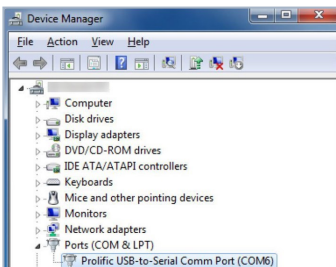 Device Manager
File Action View Help
Computer
Disk drives
Display adapters
DVD/CD-ROM drives
IDE ATA/ATAPI controllers
Keyboards
Mice and other pointing devices
Monitors
Network adapters
Ports (COM & LPT)
Prolific USB-to-Serial Comm Port (COM6)